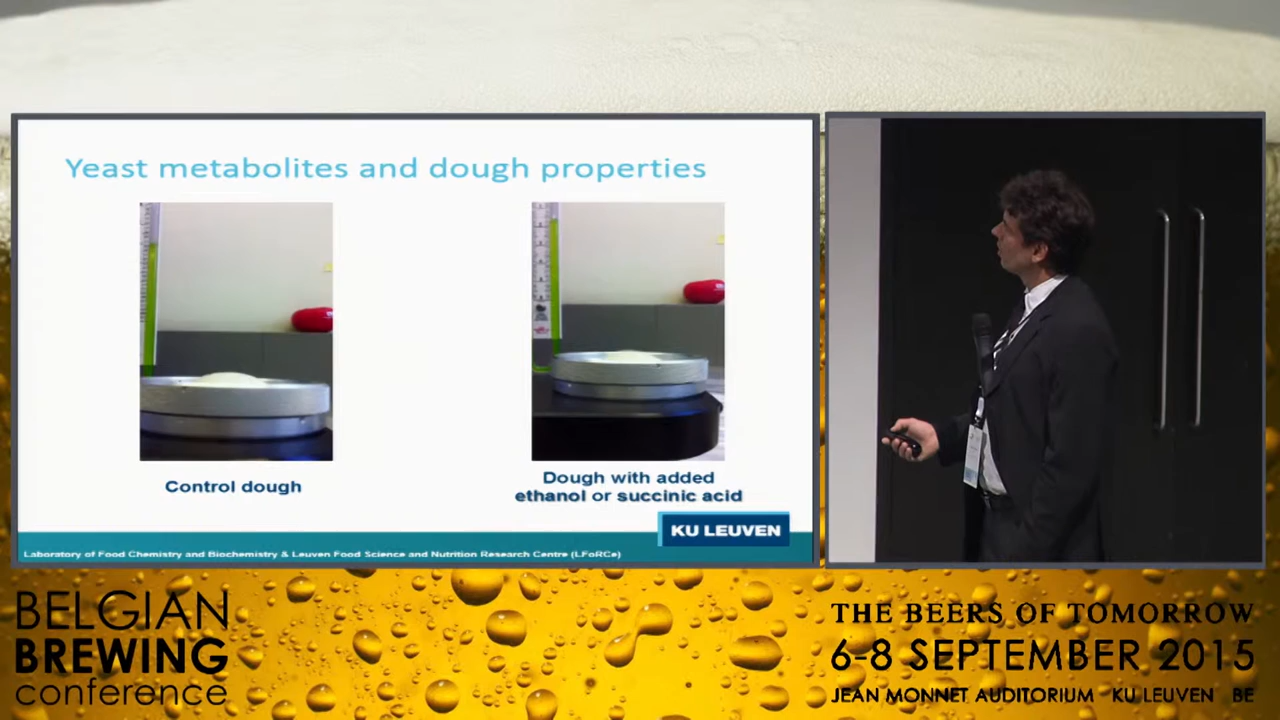 Yeast metabolites and dough properties
Control dough
Dough with added
ethanol or succinic acid
KU LEUVEN
Laboratory of Food Chemistry and Biochemistry & Leuven Food Science and Nutrition Research Centre (LFoRCe)
BELGIAN
BREWING
conference
THE BEERS OF TOMORROW
6-8 SEPTEMBER 2015
JEAN MONNET AUDITORIUM KU LEUVEN BE